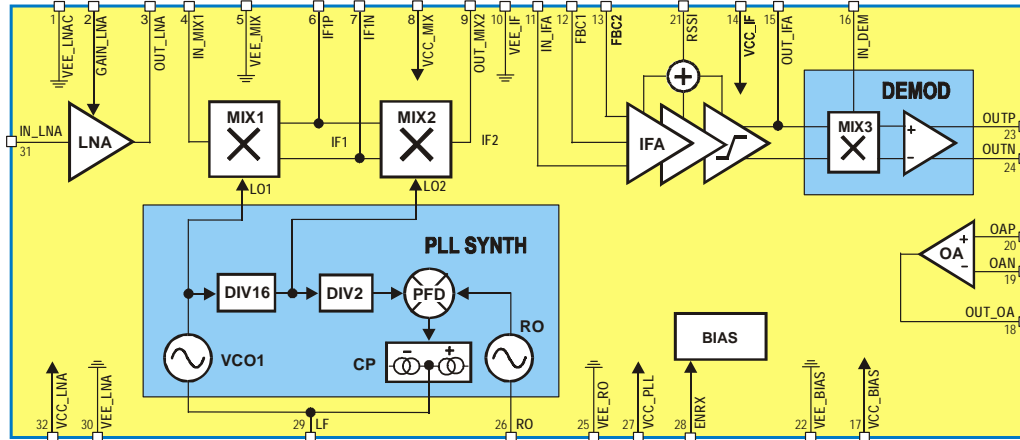 1 VEE_LNAC
2 GAIN_LNA
3 OUT_LNA
4 IN_MIX1
5 VEE_MIX
6 IF1P
7 IF1N
8 VCC_MIX
9 OUT_MIX2
10 VEE_IF
11 IN_IFA
12 FBC1
13 FBC2
21 RSSI
14 VCC_IF
15 OUT_IFA
16 IN_DEM
IN_LNA
31
LNA
MIX1
MIX2
IF1
IF2
LO1
LO2
IFA
+
DEMOD
MIX3
+
−
OUTP
23
OUTN
24
PLL SYNTH
DIV16
DIV2
PFD
RO
VCO1
CP
−
+
BIAS
OA
+
−
OAP
20
OAN
19
OUT_OA
18
32 VCC_LNA
30 VEE_LNA
29 LF
26 RO
25 VEE_RO
27 VCC_PLL
28 ENRX
22 VEE_BIAS
17 VCC_BIAS